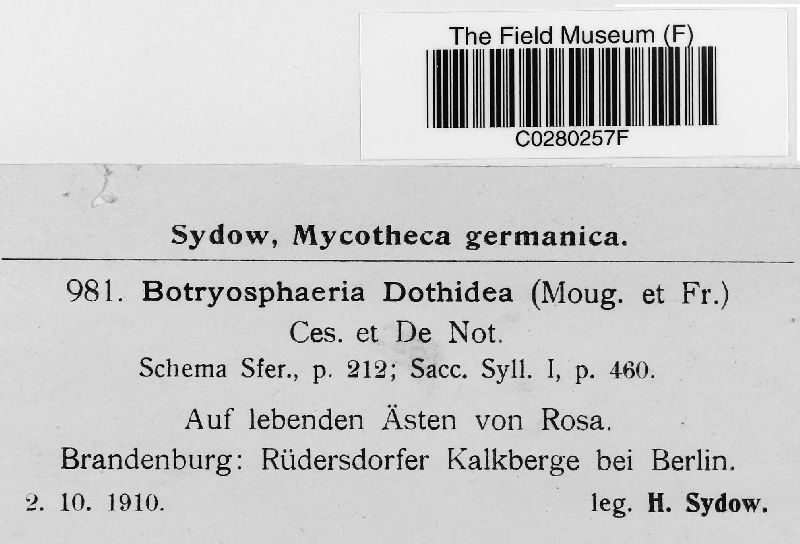 The Field Museum (F)
C0280257F
Sydow, Mycotheca germanica.
981. Botryosphaeria Dothidea (Moug. et Fr.)
Ces. et De Not.
Schema Sfer., p. 212; Sacc. Syll. I, p. 460.
Auf lebenden Ästen von Rosa.
Brandenburg: Rüdersdorfer Kalkberge bei Berlin.
2. 10. 1910. leg. H. Sydow.